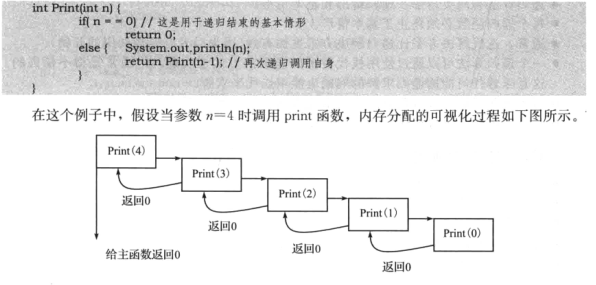 int Print(int n) {
if( n = = 0) // 这是用于递归结束的基本情形
return 0;
else { System.out.println(n);
return Print(n-1); // 再次递归调用自身
}
}
在这个例子中，假设当参数 n=4 时调用 print 函数，内存分配的可视化过程如下图所示。
Print(4)
Print(3)
Print(2)
Print(1)
Print(0)
返回0
返回0
返回0
返回0
给主函数返回0